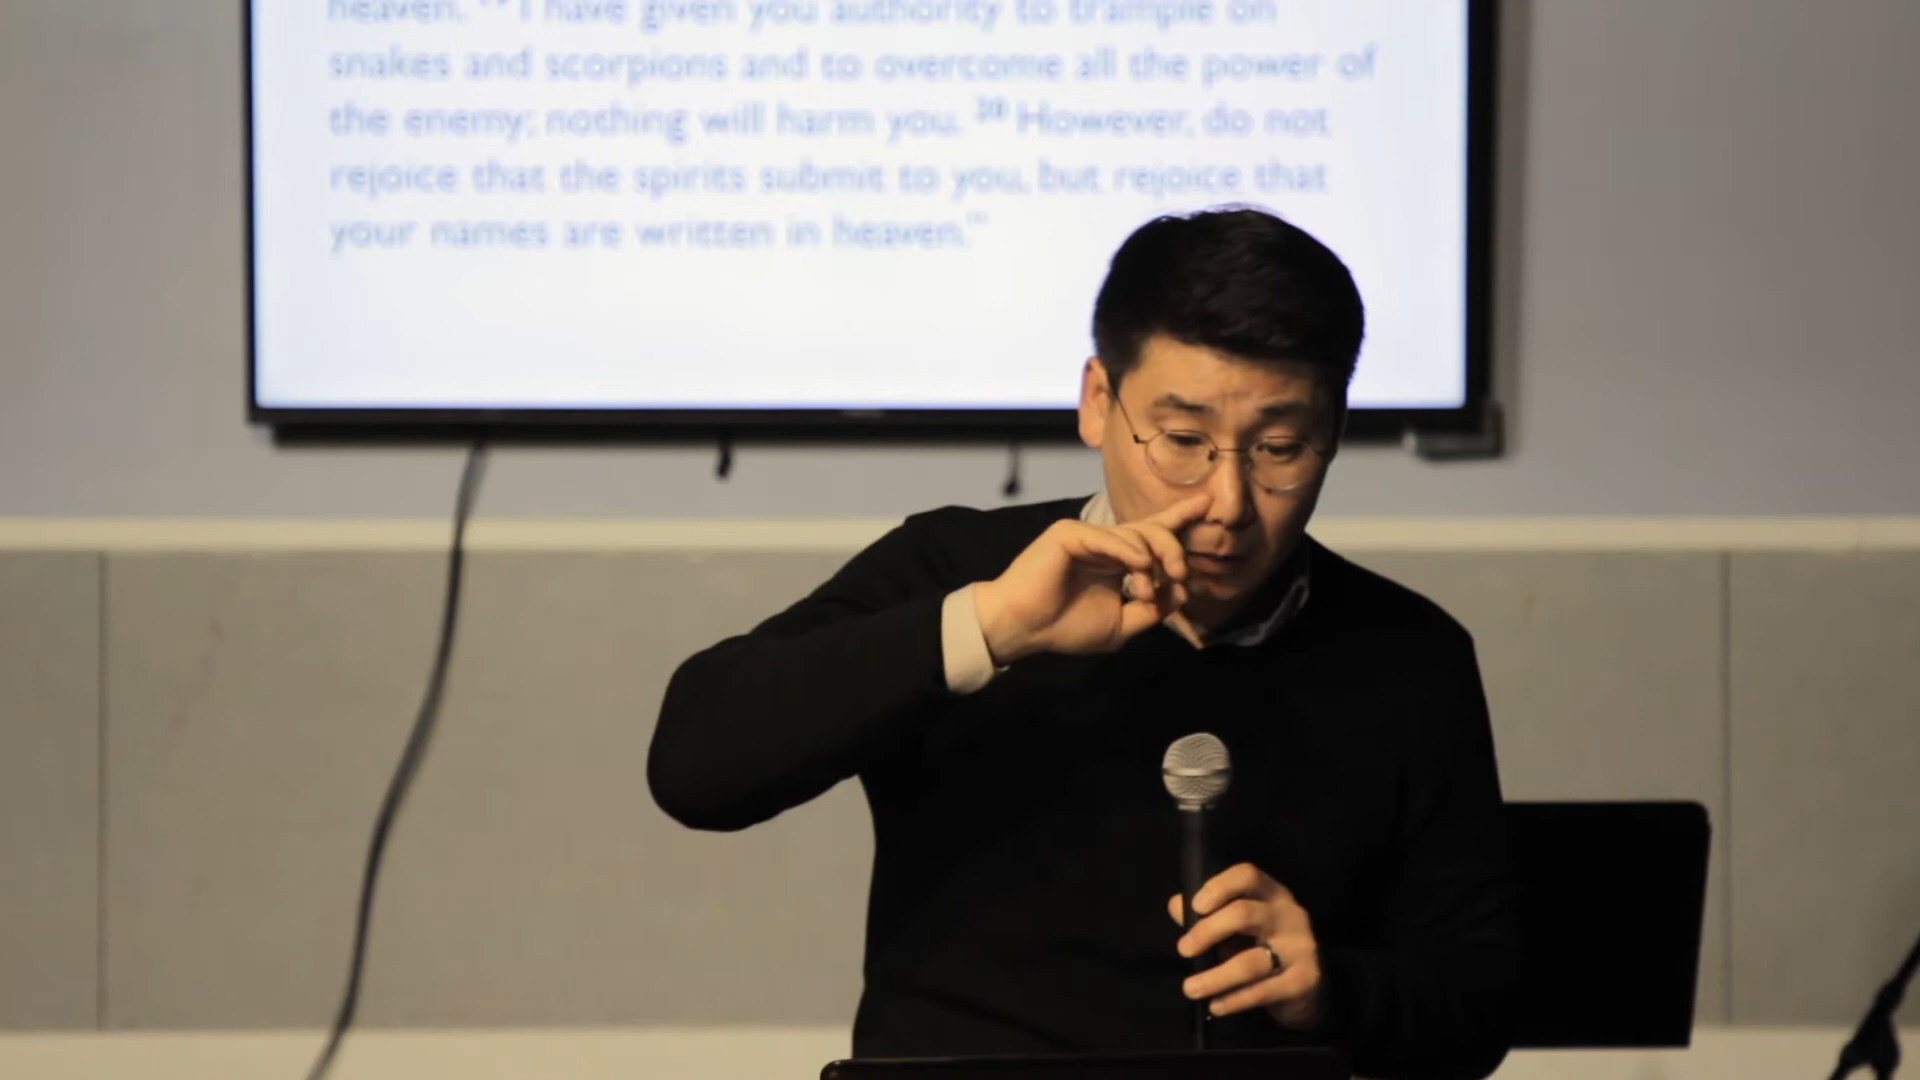 heaven. 19 I have given you authority to trample on
snakes and scorpions and to overcome all the power of
the enemy; nothing will harm you. 20 However, do not
rejoice that the spirits submit to you, but rejoice that
your names are written in heaven.”